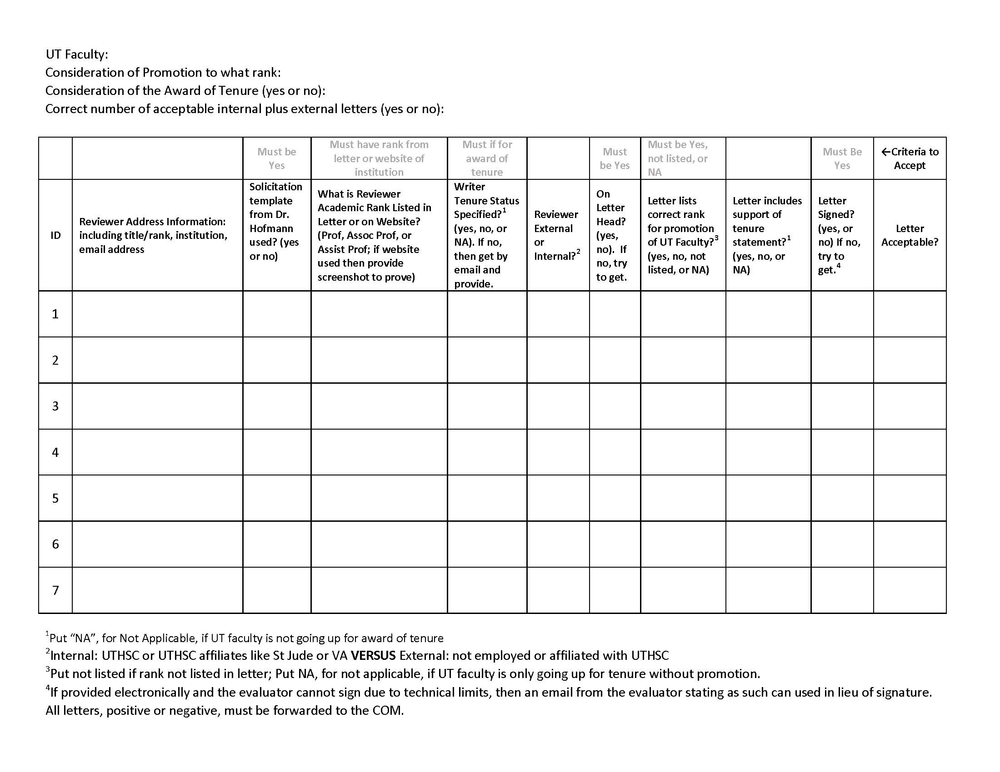 UT Faculty:
Consideration of Promotion to what rank:
Consideration of the Award of Tenure (yes or no):
Correct number of acceptable internal plus external letters (yes or no):
Must be
Yes
Must have rank from
letter or website of
institution
Must if for
award of
tenure
Must
be Yes
Must be Yes,
not listed, or
NA
Must Be
Yes
←Criteria to
Accept
ID
Reviewer Address Information:
including title/rank, institution,
email address
Solicitation
template
from Dr.
Hofmann
used? (yes
or no)
What is Reviewer
Academic Rank Listed in
Letter or on Website?
(Prof, Assoc Prof, or
Assist Prof; if website
used then provide
screenshot to prove)
Writer
Tenure Status
Specified?¹
(yes, no, or
NA). If no,
then get by
email and
provide.
Reviewer
External
or
Internal?²
On
Letter
Head?
(yes,
no). If
no, try
to get.
Letter lists
correct rank
for promotion
of UT Faculty?³
(yes, no, not
listed, or NA)
Letter includes
support of
tenure
statement?¹
(yes, no, or
NA)
Letter
Signed?
(yes, or
no) If no,
try to
get.⁴
Letter
Acceptable?
1
2
3
4
5
6
7
¹Put “NA”, for Not Applicable, if UT faculty is not going up for award of tenure
²Internal: UTHSC or UTHSC affiliates like St Jude or VA VERSUS External: not employed or affiliated with UTHSC
³Put not listed if rank not listed in letter; Put NA, for not applicable, if UT faculty is only going up for tenure without promotion.
⁴If provided electronically and the evaluator cannot sign due to technical limits, then an email from the evaluator stating as such can used in lieu of signature.
All letters, positive or negative, must be forwarded to the COM.